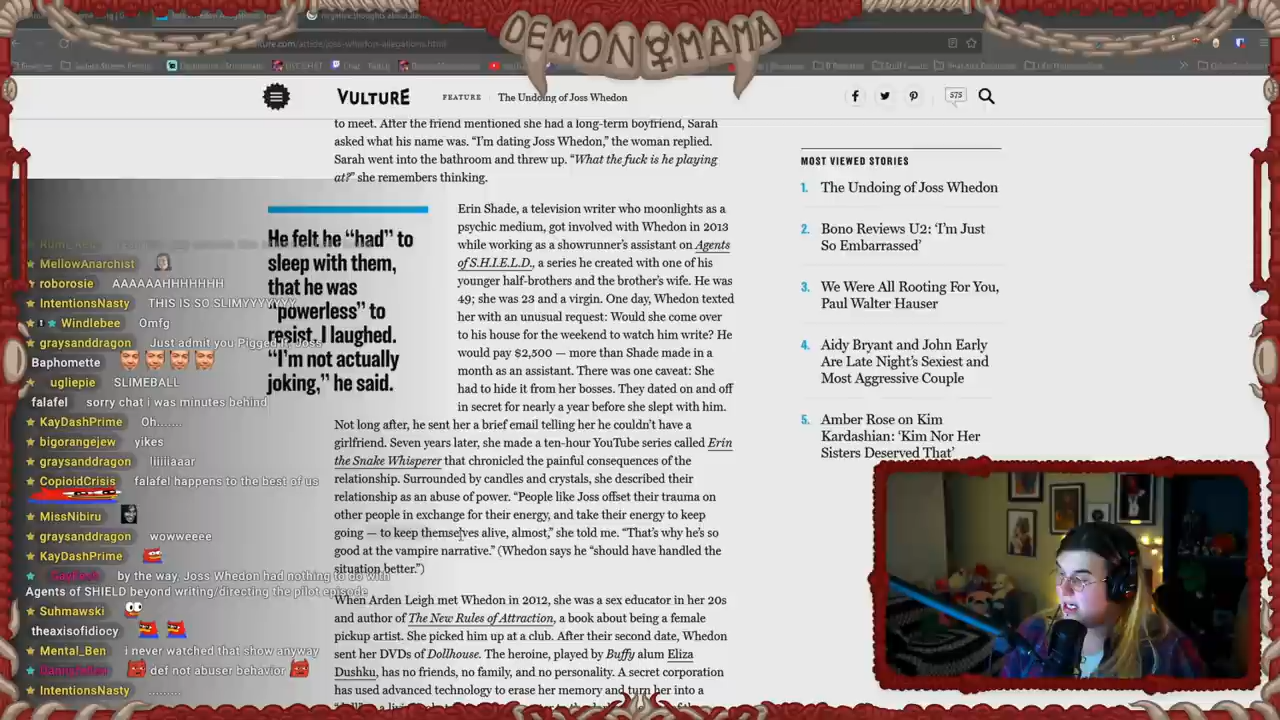 DEMON MAMA
VULTURE
FEATURE
The Undoing of Joss Whedon
575
to meet. After the friend mentioned she had a long-term boyfriend, Sarah
asked what his name was. “I’m dating Joss Whedon,” the woman replied.
Sarah went into the bathroom and threw up. “What the fuck is he playing
at?” she remembers thinking.
He felt he “had” to
sleep with them,
that he was
“powerless” to
resist. I laughed.
“I’m not actually
joking,” he said.
Erin Shade, a television writer who moonlights as a
psychic medium, got involved with Whedon in 2013
while working as a showrunner’s assistant on Agents
of S.H.I.E.L.D., a series he created with one of his
younger half-brothers and the brother’s wife. He was
49; she was 23 and a virgin. One day, Whedon texted
her with an unusual request: Would she come over
to his house for the weekend to watch him write? He
would pay $2,500 — more than Shade made in a
month as an assistant. There was one caveat: She
had to hide it from her bosses. They dated on and off
in secret for nearly a year before she slept with him.
Not long after, he sent her a brief email telling her he couldn’t have a
girlfriend. Seven years later, she made a ten-hour YouTube series called Erin
the Snake Whisperer that chronicled the painful consequences of the
relationship. Surrounded by candles and crystals, she described their
relationship as an abuse of power. “People like Joss offset their trauma on
other people in exchange for their energy, and take their energy to keep
going — to keep themselves alive, almost,” she told me. “That’s why he’s so
good at the vampire narrative.” (Whedon says he “should have handled the
situation better.”)
When Arden Leigh met Whedon in 2012, she was a sex educator in her 20s
and author of The New Rules of Attraction, a book about being a female
pickup artist. She picked him up at a club. After their second date, Whedon
sent her DVDs of Dollhouse. The heroine, played by Buffy alum Eliza
Dushku, has no friends, no family, and no personality. A secret corporation
has used advanced technology to erase her memory and turn her into a
MOST VIEWED STORIES
1. The Undoing of Joss Whedon
2. Bono Reviews U2: ‘I’m Just
So Embarrassed’
3. We Were All Rooting For You,
Paul Walter Hauser
4. Aidy Bryant and John Early
Are Late Night’s Sexiest and
Most Aggressive Couple
5. Amber Rose on Kim
Kardashian: ‘Kim Nor Her
Sisters Deserved That’
MellowAnarchist
roborosie AAAAAAHHHHHHH
IntentionsNasty THIS IS SO SLIMYYYYYY
1 Windlebee Omfg
graysanddragon Just admit you Pigged it, Joss
Baphomette
ugliepie SLIMEBALL
falafel sorry chat i was minutes behind
KayDashPrime Oh.......
bigorangejew yikes
graysanddragon liiiiiaaar
CopioidCrisis falafel happens to the best of us
MissNibiru
graysanddragon wowweeee
KayDashPrime
by the way, Joss Whedon had nothing to do with
Agents of SHIELD beyond writing/directing the pilot episode
Suhmawski
theaxisofidiocy
Mental_Ben i never watched that show anyway
def not abuser behavior
IntentionsNasty .........